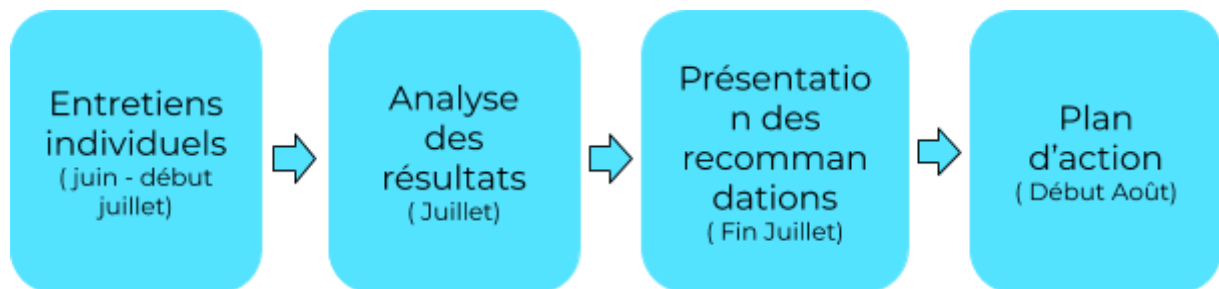 Entretiens
individuels
( juin - début
juillet)
Analyse
des
résultats
( Juillet)
Présentatio
n des
recomman
dations
( Fin Juillet)
Plan
d'action
( Début Août)